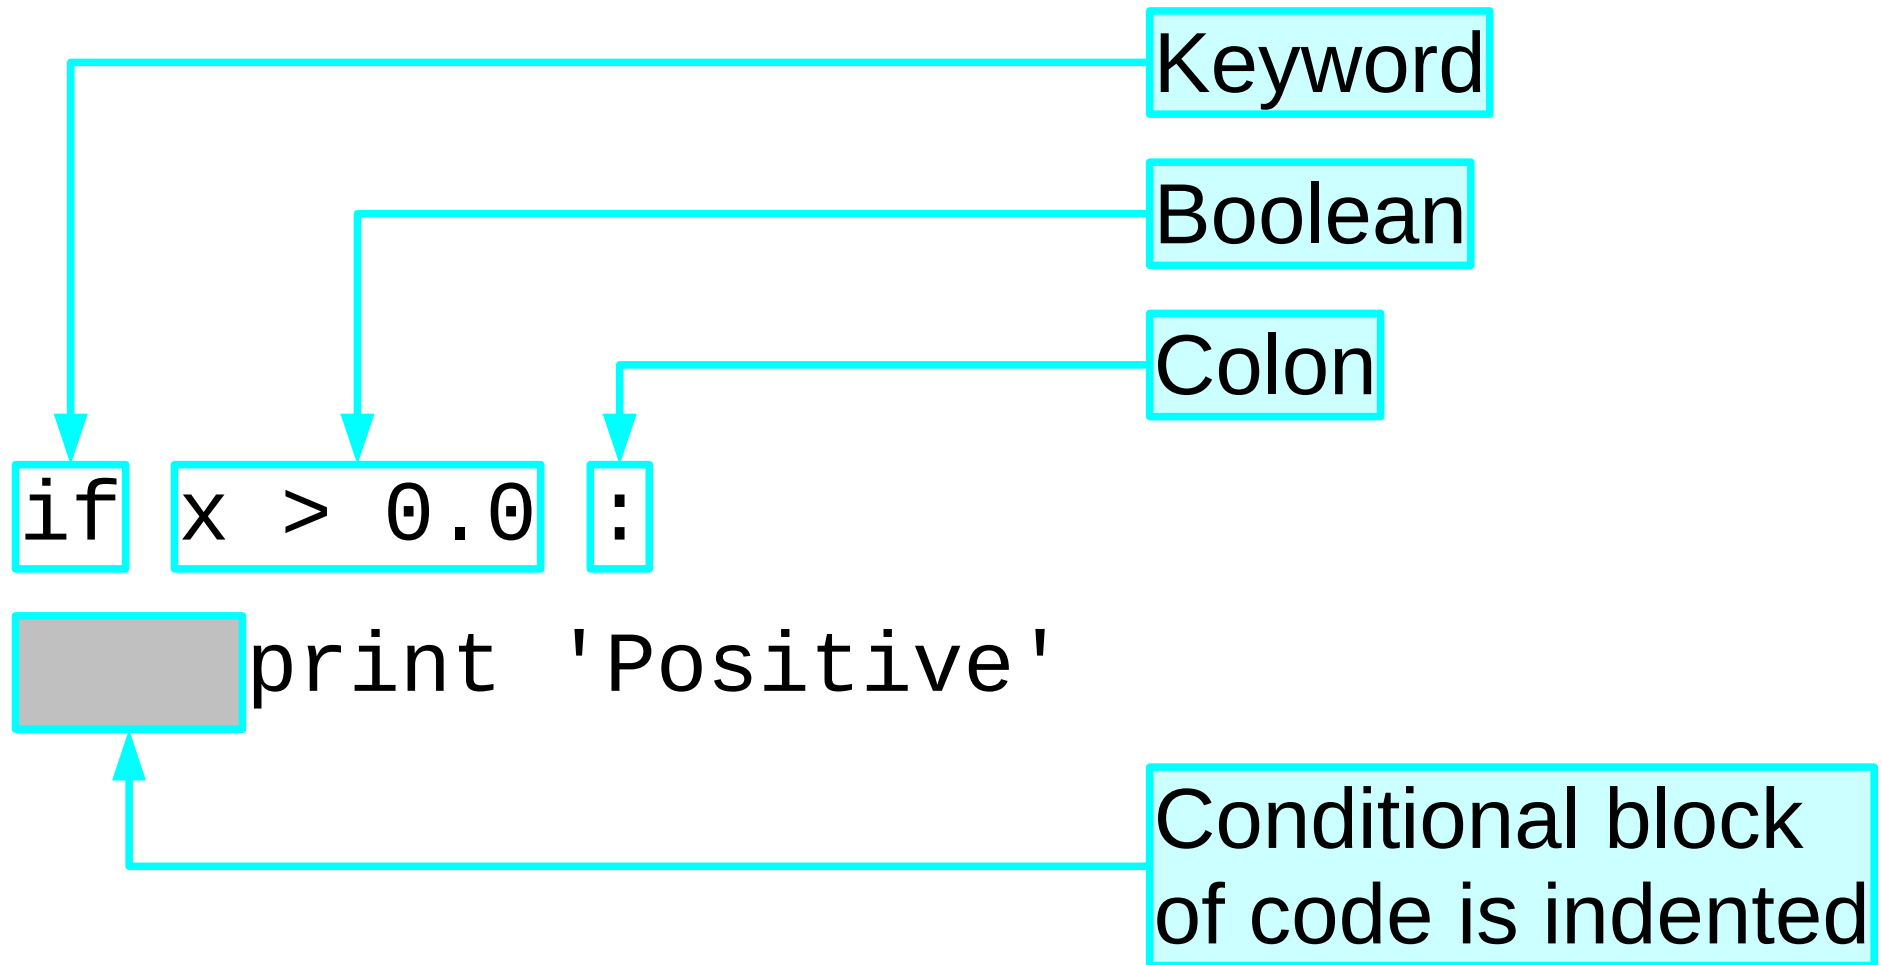 Keyword
Boolean
Colon
if x > 0.0 :
print 'Positive'
Conditional block
of code is indented